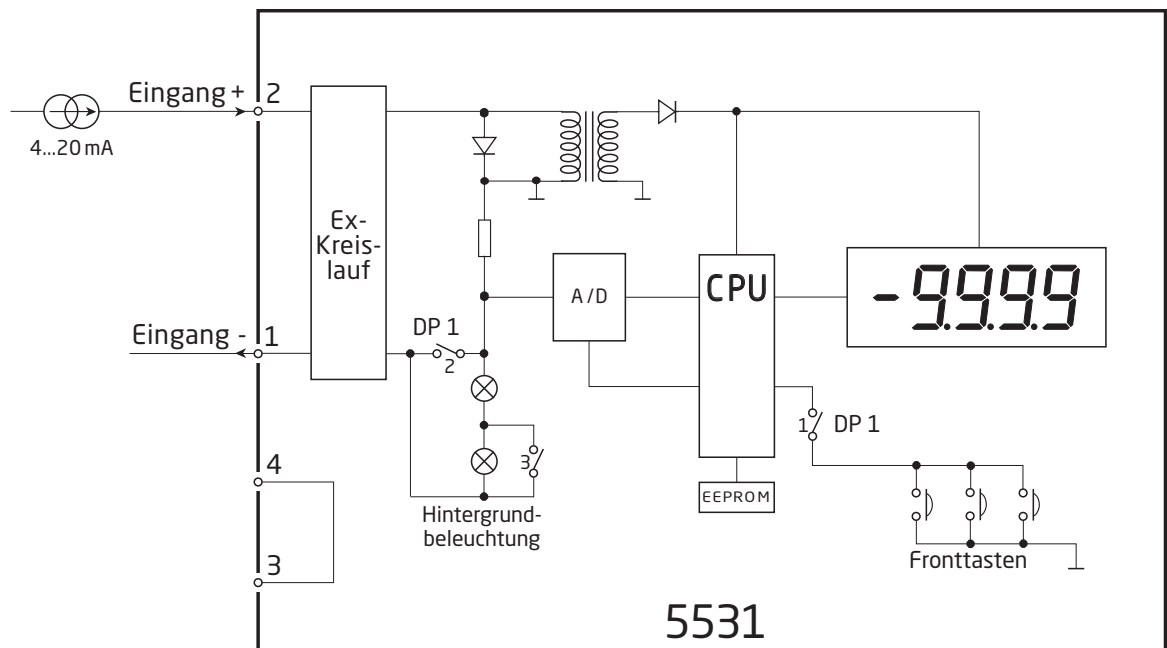 Eingang +
2
4...20 mA
Ex-
Kreis-
lauf
A/D
CPU
-9.9.9.9
Eingang -
1
DP 1
2
3
1
DP 1
4
EEPROM
Hintergrund-
beleuchtung
Fronttasten
3
5531